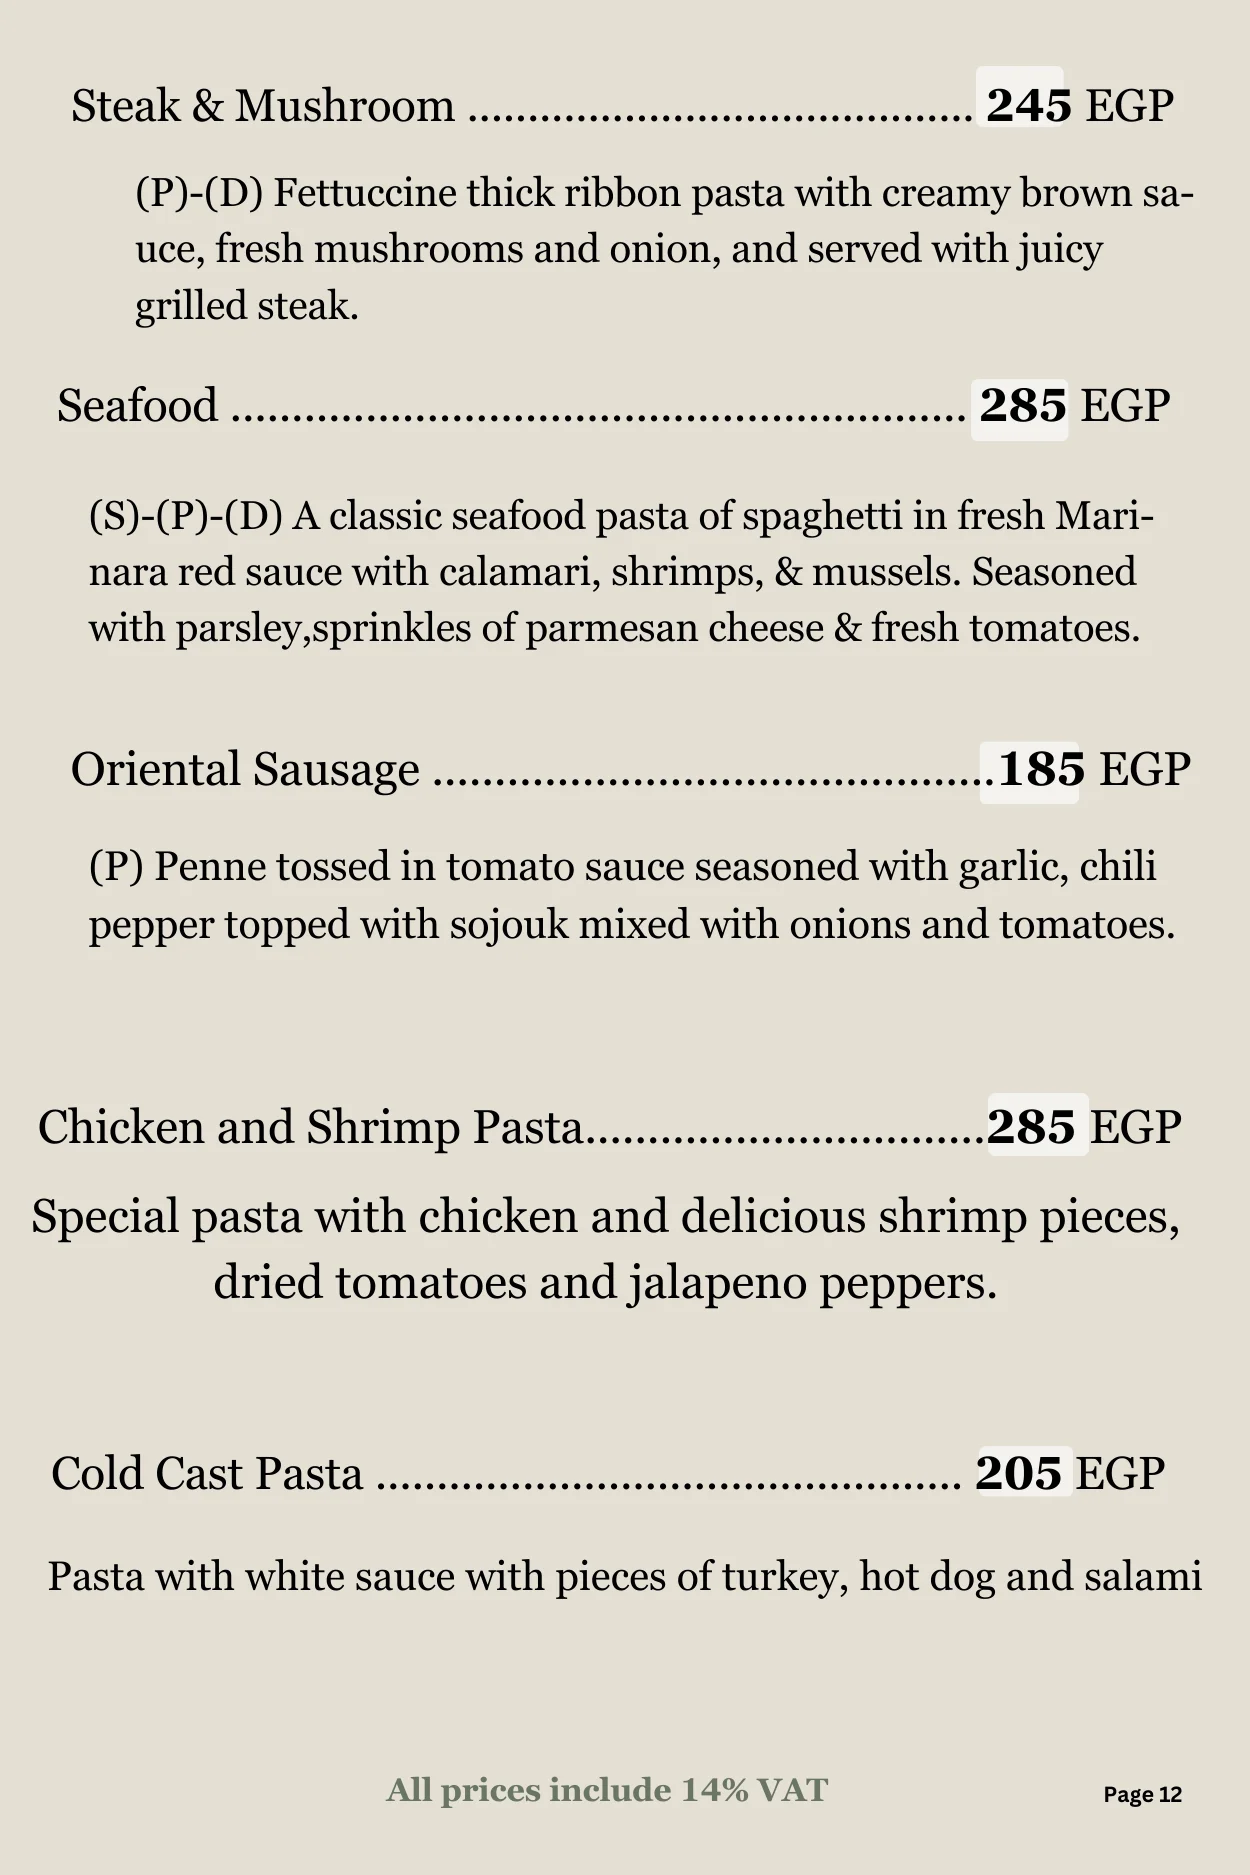 Steak & Mushroom .......................................... 245 EGP
(P)-(D) Fettuccine thick ribbon pasta with creamy brown sa-
uce, fresh mushrooms and onion, and served with juicy
grilled steak.
Seafood ............................................................. 285 EGP
(S)-(P)-(D) A classic seafood pasta of spaghetti in fresh Mari-
nara red sauce with calamari, shrimps, & mussels. Seasoned
with parsley,sprinkles of parmesan cheese & fresh tomatoes.
Oriental Sausage ..............................................185 EGP
(P) Penne tossed in tomato sauce seasoned with garlic, chili
pepper topped with sojouk mixed with onions and tomatoes.
Chicken and Shrimp Pasta.................................285 EGP
Special pasta with chicken and delicious shrimp pieces,
dried tomatoes and jalapeno peppers.
Cold Cast Pasta ................................................ 205 EGP
Pasta with white sauce with pieces of turkey, hot dog and salami
All prices include 14% VAT
Page 12